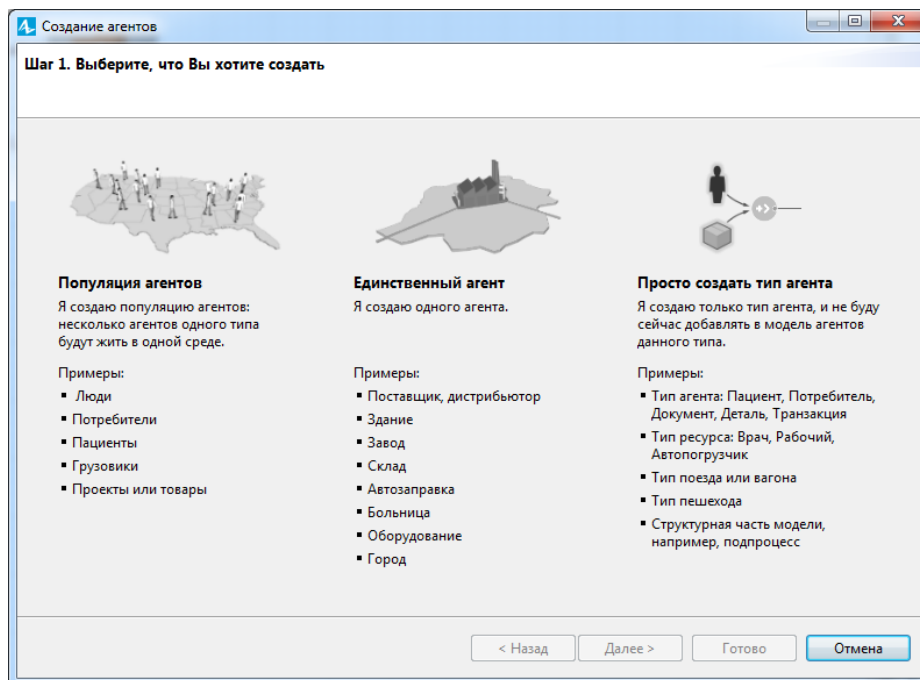 Создание агентов
Шаг 1. Выберите, что Вы хотите создать
Популяция агентов
Я создаю популяцию агентов:
несколько агентов одного типа
будут жить в одной среде.
Примеры:
▪ Люди
▪ Потребители
▪ Пациенты
▪ Грузовики
▪ Проекты или товары
Единственный агент
Я создаю одного агента.
Примеры:
▪ Поставщик, дистрибьютор
▪ Здание
▪ Завод
▪ Склад
▪ Автозаправка
▪ Больница
▪ Оборудование
▪ Город
Просто создать тип агента
Я создаю только тип агента, и не буду
сейчас добавлять в модель агентов
данного типа.
Примеры:
▪ Тип агента: Пациент, Потребитель,
Документ, Деталь, Транзакция
▪ Тип ресурса: Врач, Рабочий,
Автопогрузчик
▪ Тип поезда или вагона
▪ Тип пешехода
▪ Структурная часть модели,
например, подпроцесс
< Назад
Далее >
Готово
Отмена